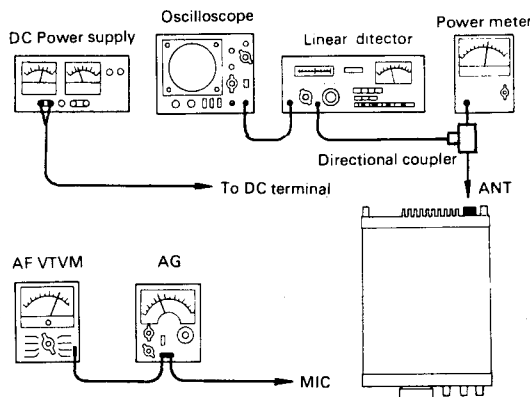 Oscilloscope
Power meter
DC Power supply
Linear ditector
Directional coupler
To DC terminal
ANT
AF VTVM
AG
MIC